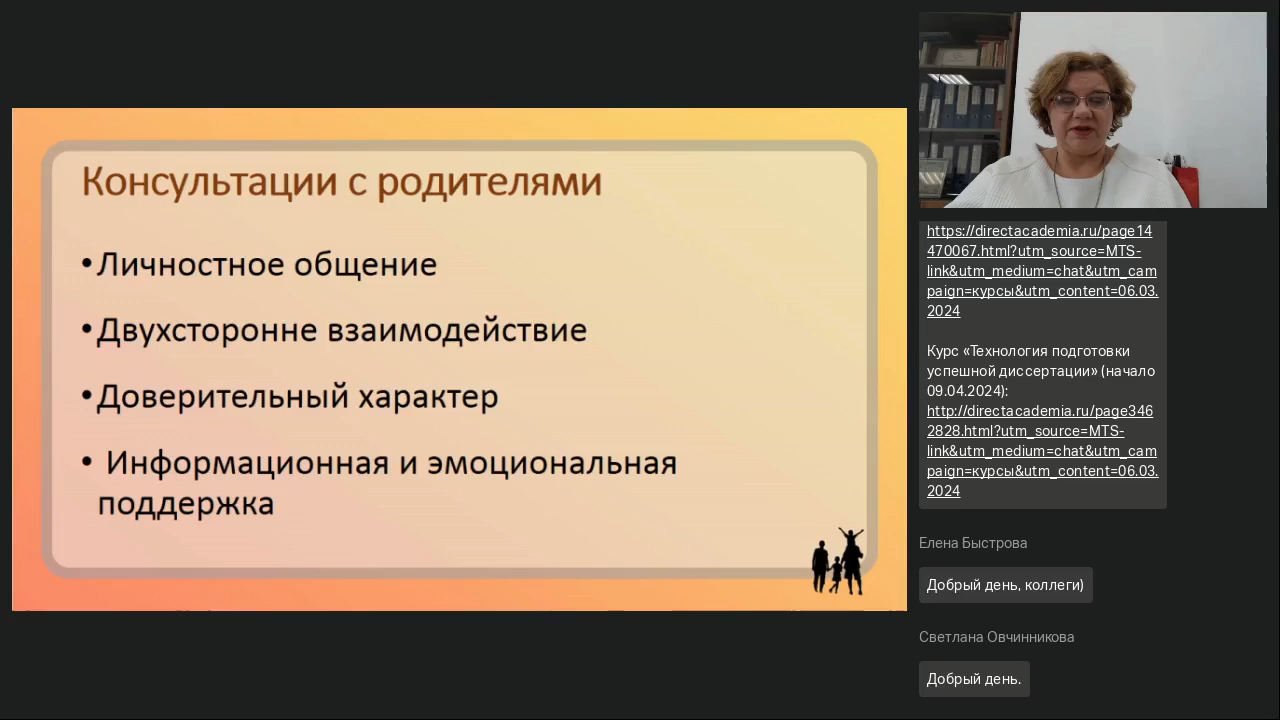 Консультации с родителями
•Личностное общение
•Двухсторонне взаимодействие
•Доверительный характер
• Информационная и эмоциональная
поддержка
https://directacademia.ru/page14
470067.html?utm_source=MTS-
link&utm_medium=chat&utm_cam
paign=курсы&utm_content=06.03.
2024
Курс «Технология подготовки
успешной диссертации» (начало
09.04.2024):
http://directacademia.ru/page346
2828.html?utm_source=MTS-
link&utm_medium=chat&utm_cam
paign=курсы&utm_content=06.03.
2024
Елена Быстрова
Добрый день, коллеги)
Светлана Овчинникова
Добрый день.